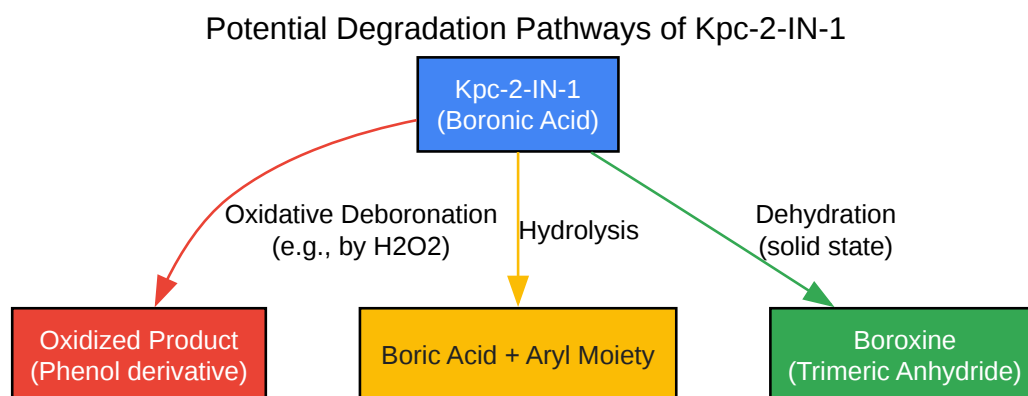 Potential Degradation Pathways of Kpc-2-IN-1
Kpc-2-IN-1
(Boronic Acid)
Oxidative Deboronation
(e.g., by H2O2)
Hydrolysis
Dehydration
(solid state)
Oxidized Product
(Phenol derivative)
Boric Acid + Aryl Moiety
Boroxine
(Trimeric Anhydride)